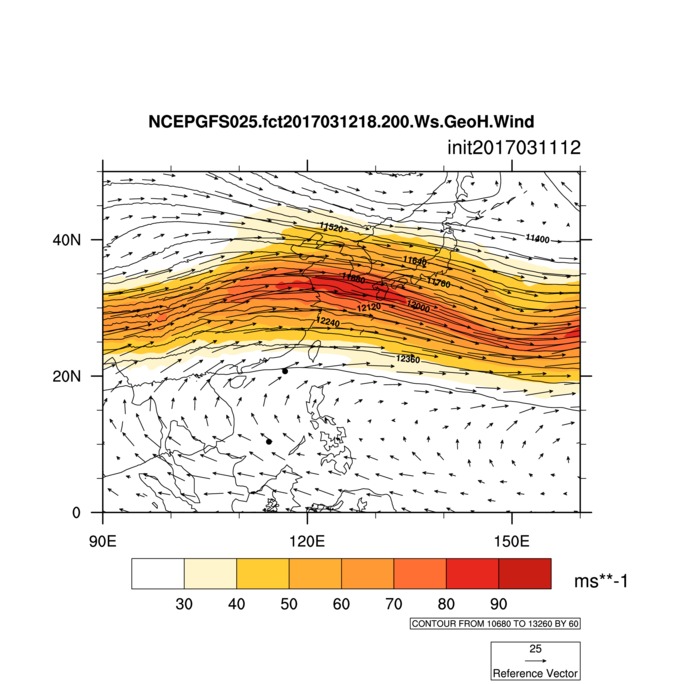 NCEPGFS025.fct2017031218.200.Ws.GeoH.Wind
init2017031112
40N
20N
0
90E 120E 150E
11520
11400
11640
11760
11880
12000
12120
12240
12360
30 40 50 60 70 80 90
ms**-1
CONTOUR FROM 10680 TO 13260 BY 60
25
Reference Vector